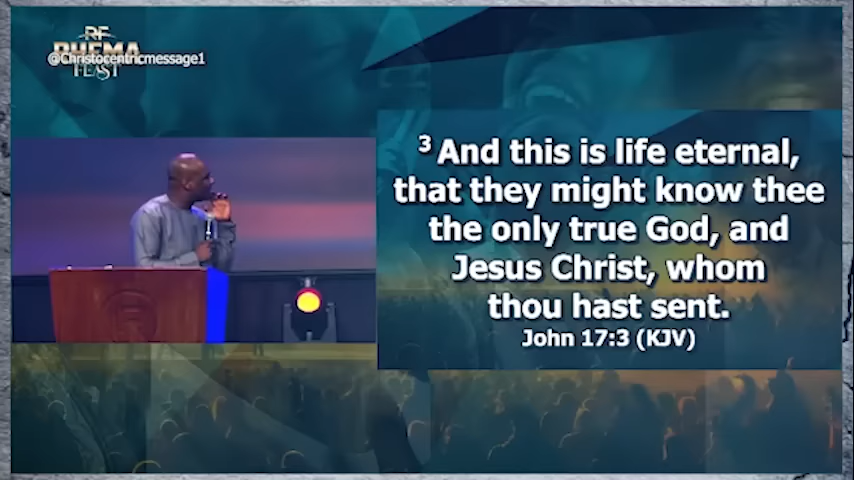 RF
RHEMA
FEAST
@Christocentricmessage1
3 And this is life eternal,
that they might know thee
the only true God, and
Jesus Christ, whom
thou hast sent.
John 17:3 (KJV)